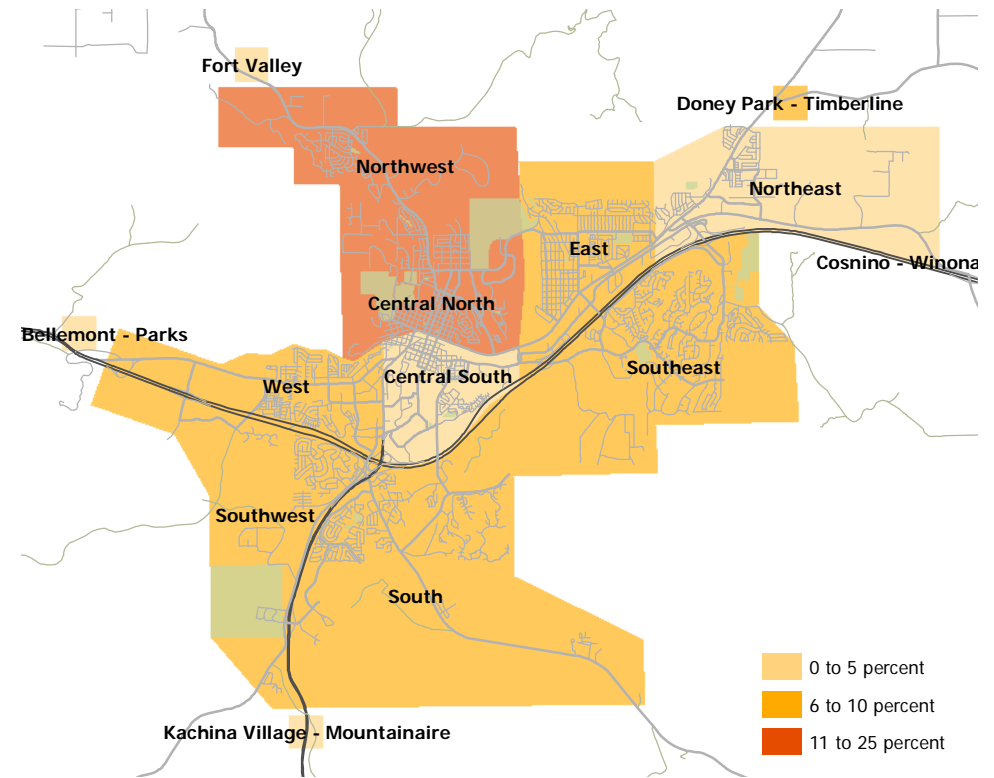 Fort Valley
Doney Park - Timberline
Northwest
Northeast
East
Cosnino - Winona
Central North
Bellemont - Parks
Southeast
Central South
West
Southwest
South
0 to 5 percent
6 to 10 percent
11 to 25 percent
Kachina Village - Mountainaire